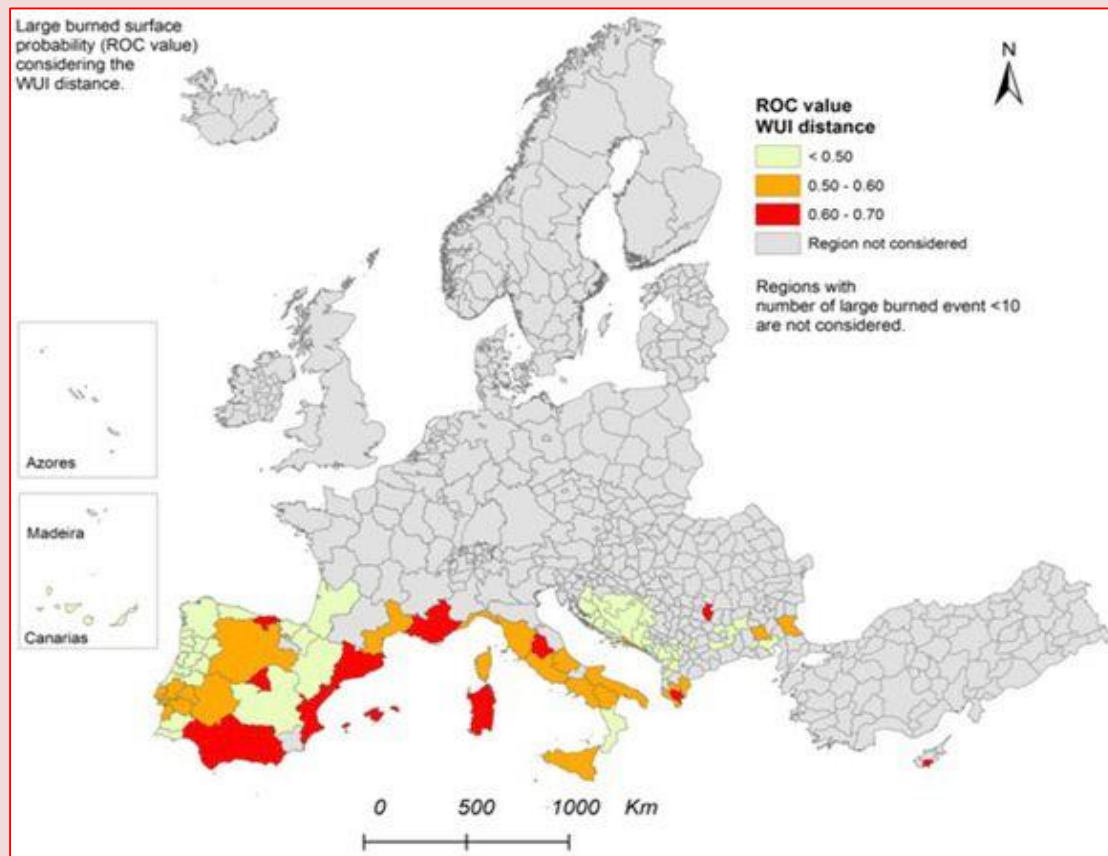 Large burned surface
probability (ROC value)
considering the
WUI distance.
N
ROC value
WUI distance
< 0.50
0.50 - 0.60
0.60 - 0.70
Region not considered
Regions with
number of large burned event <10
are not considered.
Azores
Madeira
Canarias
0 500 1000 Km